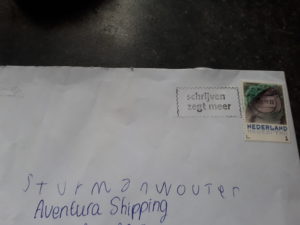 schrijven
zegt meer
NEDERLAND
Sturmanwouter
Aventura Shipping